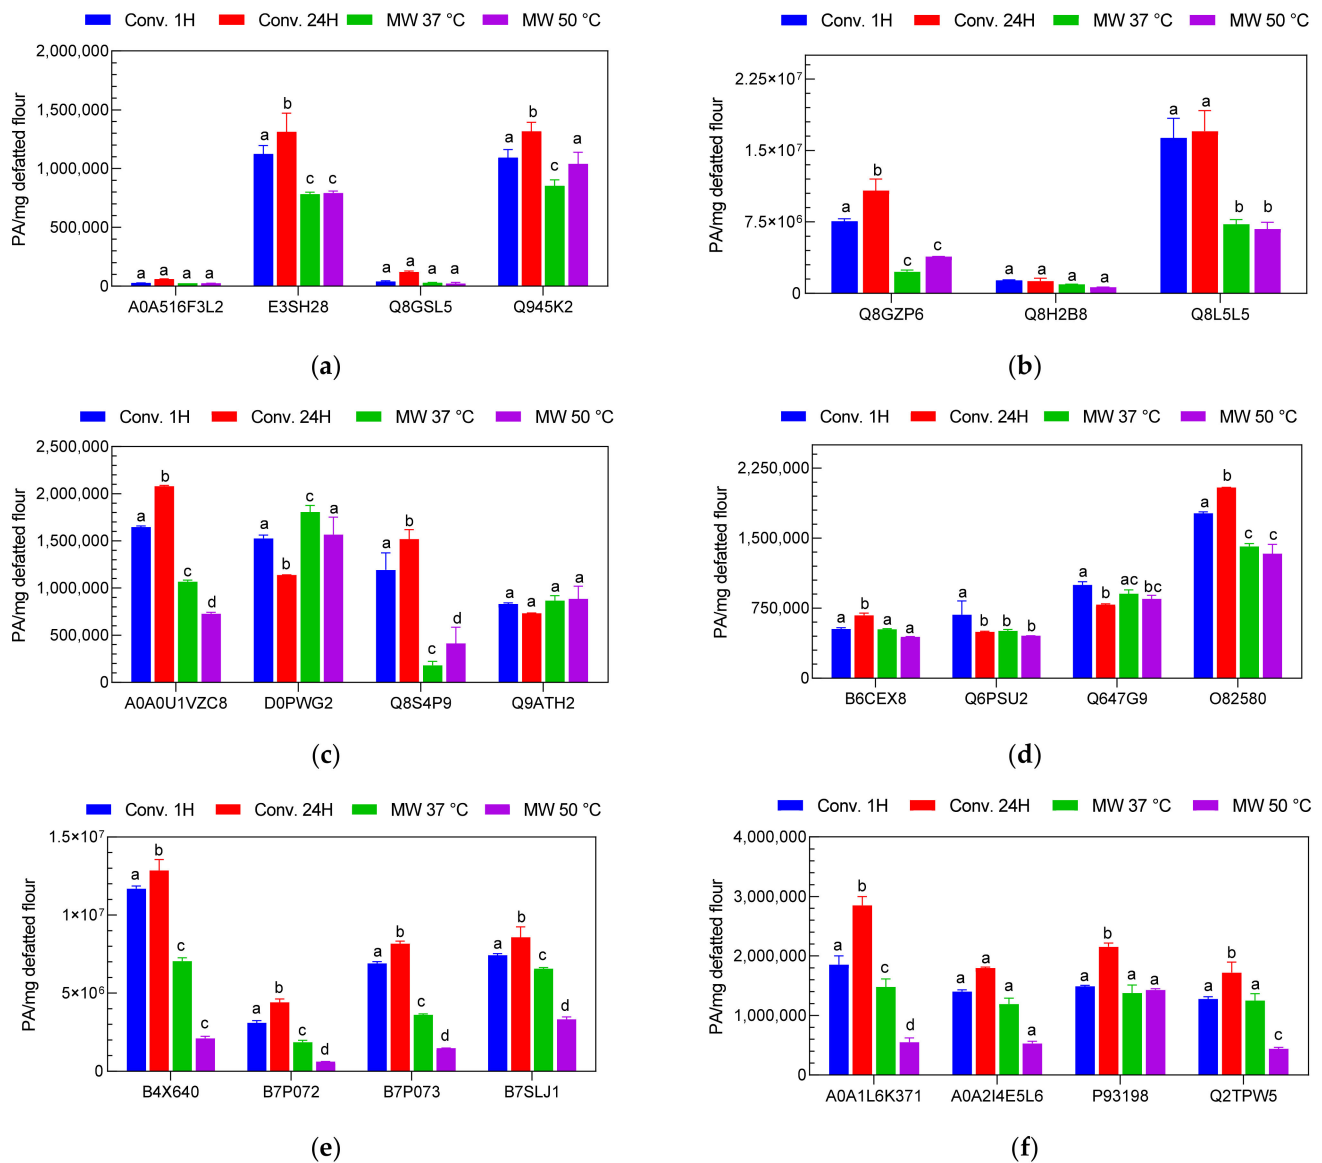 Conv. 1H Conv. 24H MW 37 °C MW 50 °C
PA/mg defatted flour
2,000,000
1,500,000
1,000,000
500,000
0
a a a a
a b c c
a a a a
a b c a
A0A516F3L2 E3SH28 Q8GSL5 Q945K2
(a)
Conv. 1H Conv. 24H MW 37 °C MW 50 °C
PA/mg defatted flour
2.25×10⁷
1.5×10⁷
7.5×10⁶
0
a b c c
a a a a
a a b b
Q8GZP6 Q8H2B8 Q8L5L5
(b)
Conv. 1H Conv. 24H MW 37 °C MW 50 °C
PA/mg defatted flour
2,500,000
2,000,000
1,500,000
1,000,000
500,000
0
a b c d
a b c a
a b c d
a a a a
A0A0U1VZC8 D0PWG2 Q8S4P9 Q9ATH2
(c)
Conv. 1H Conv. 24H MW 37 °C MW 50 °C
PA/mg defatted flour
2,250,000
1,500,000
750,000
0
a b a a
a b b b
a b ac bc
a b c c
B6CEX8 Q6PSU2 Q647G9 O82580
(d)
Conv. 1H Conv. 24H MW 37 °C MW 50 °C
PA/mg defatted flour
1.5×10⁷
1×10⁷
5×10⁶
0
a b c c
a b c d
a b c d
a b c d
B4X640 B7P072 B7P073 B7SLJ1
(e)
Conv. 1H Conv. 24H MW 37 °C MW 50 °C
PA/mg defatted flour
4,000,000
3,000,000
2,000,000
1,000,000
0
a b c d
a a a a
a b a a
a b a c
A0A1L6K371 A0A2I4E5L6 P93198 Q2TPW5
(f)